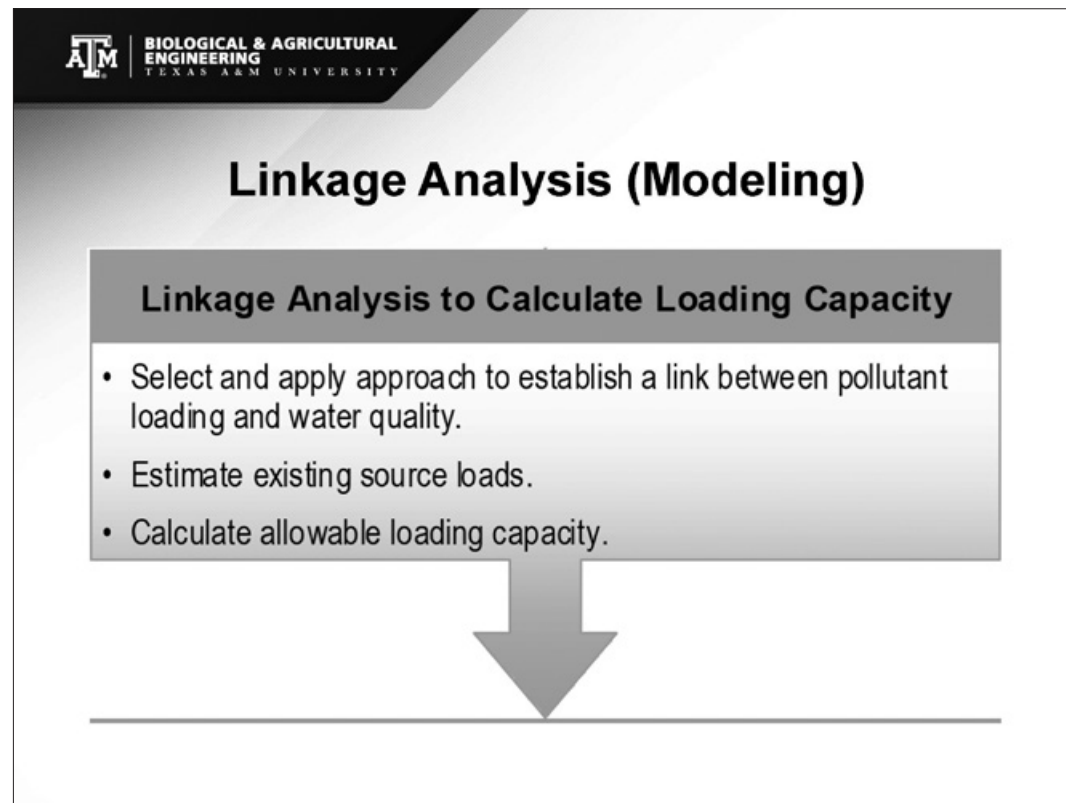 ĀM
BIOLOGICAL & AGRICULTURAL
ENGINEERING
TEXAS A&M UNIVERSITY
Linkage Analysis (Modeling)
Linkage Analysis to Calculate Loading Capacity
• Select and apply approach to establish a link between pollutant
loading and water quality.
• Estimate existing source loads.
• Calculate allowable loading capacity.